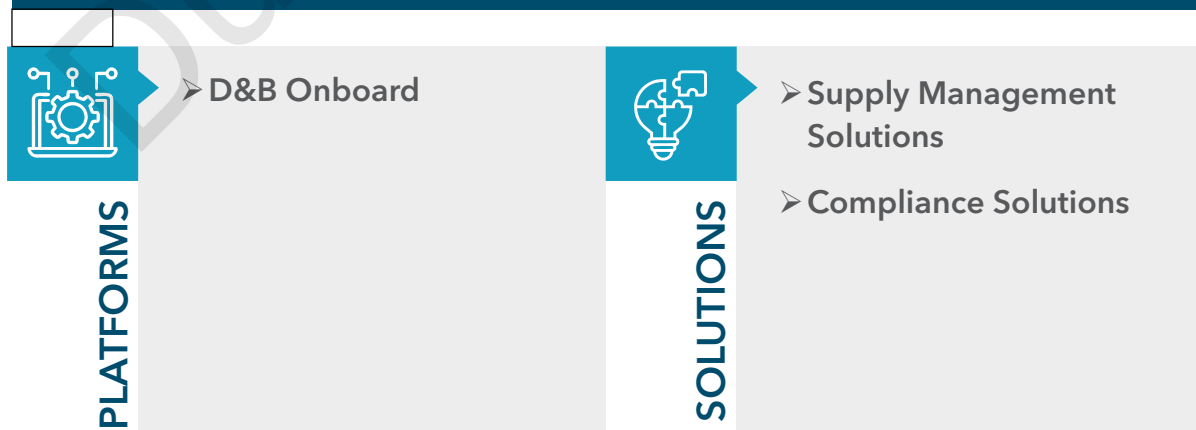 ➢ D&B Onboard
PLATFORMS
➢ Supply Management
Solutions
➢ Compliance Solutions
SOLUTIONS